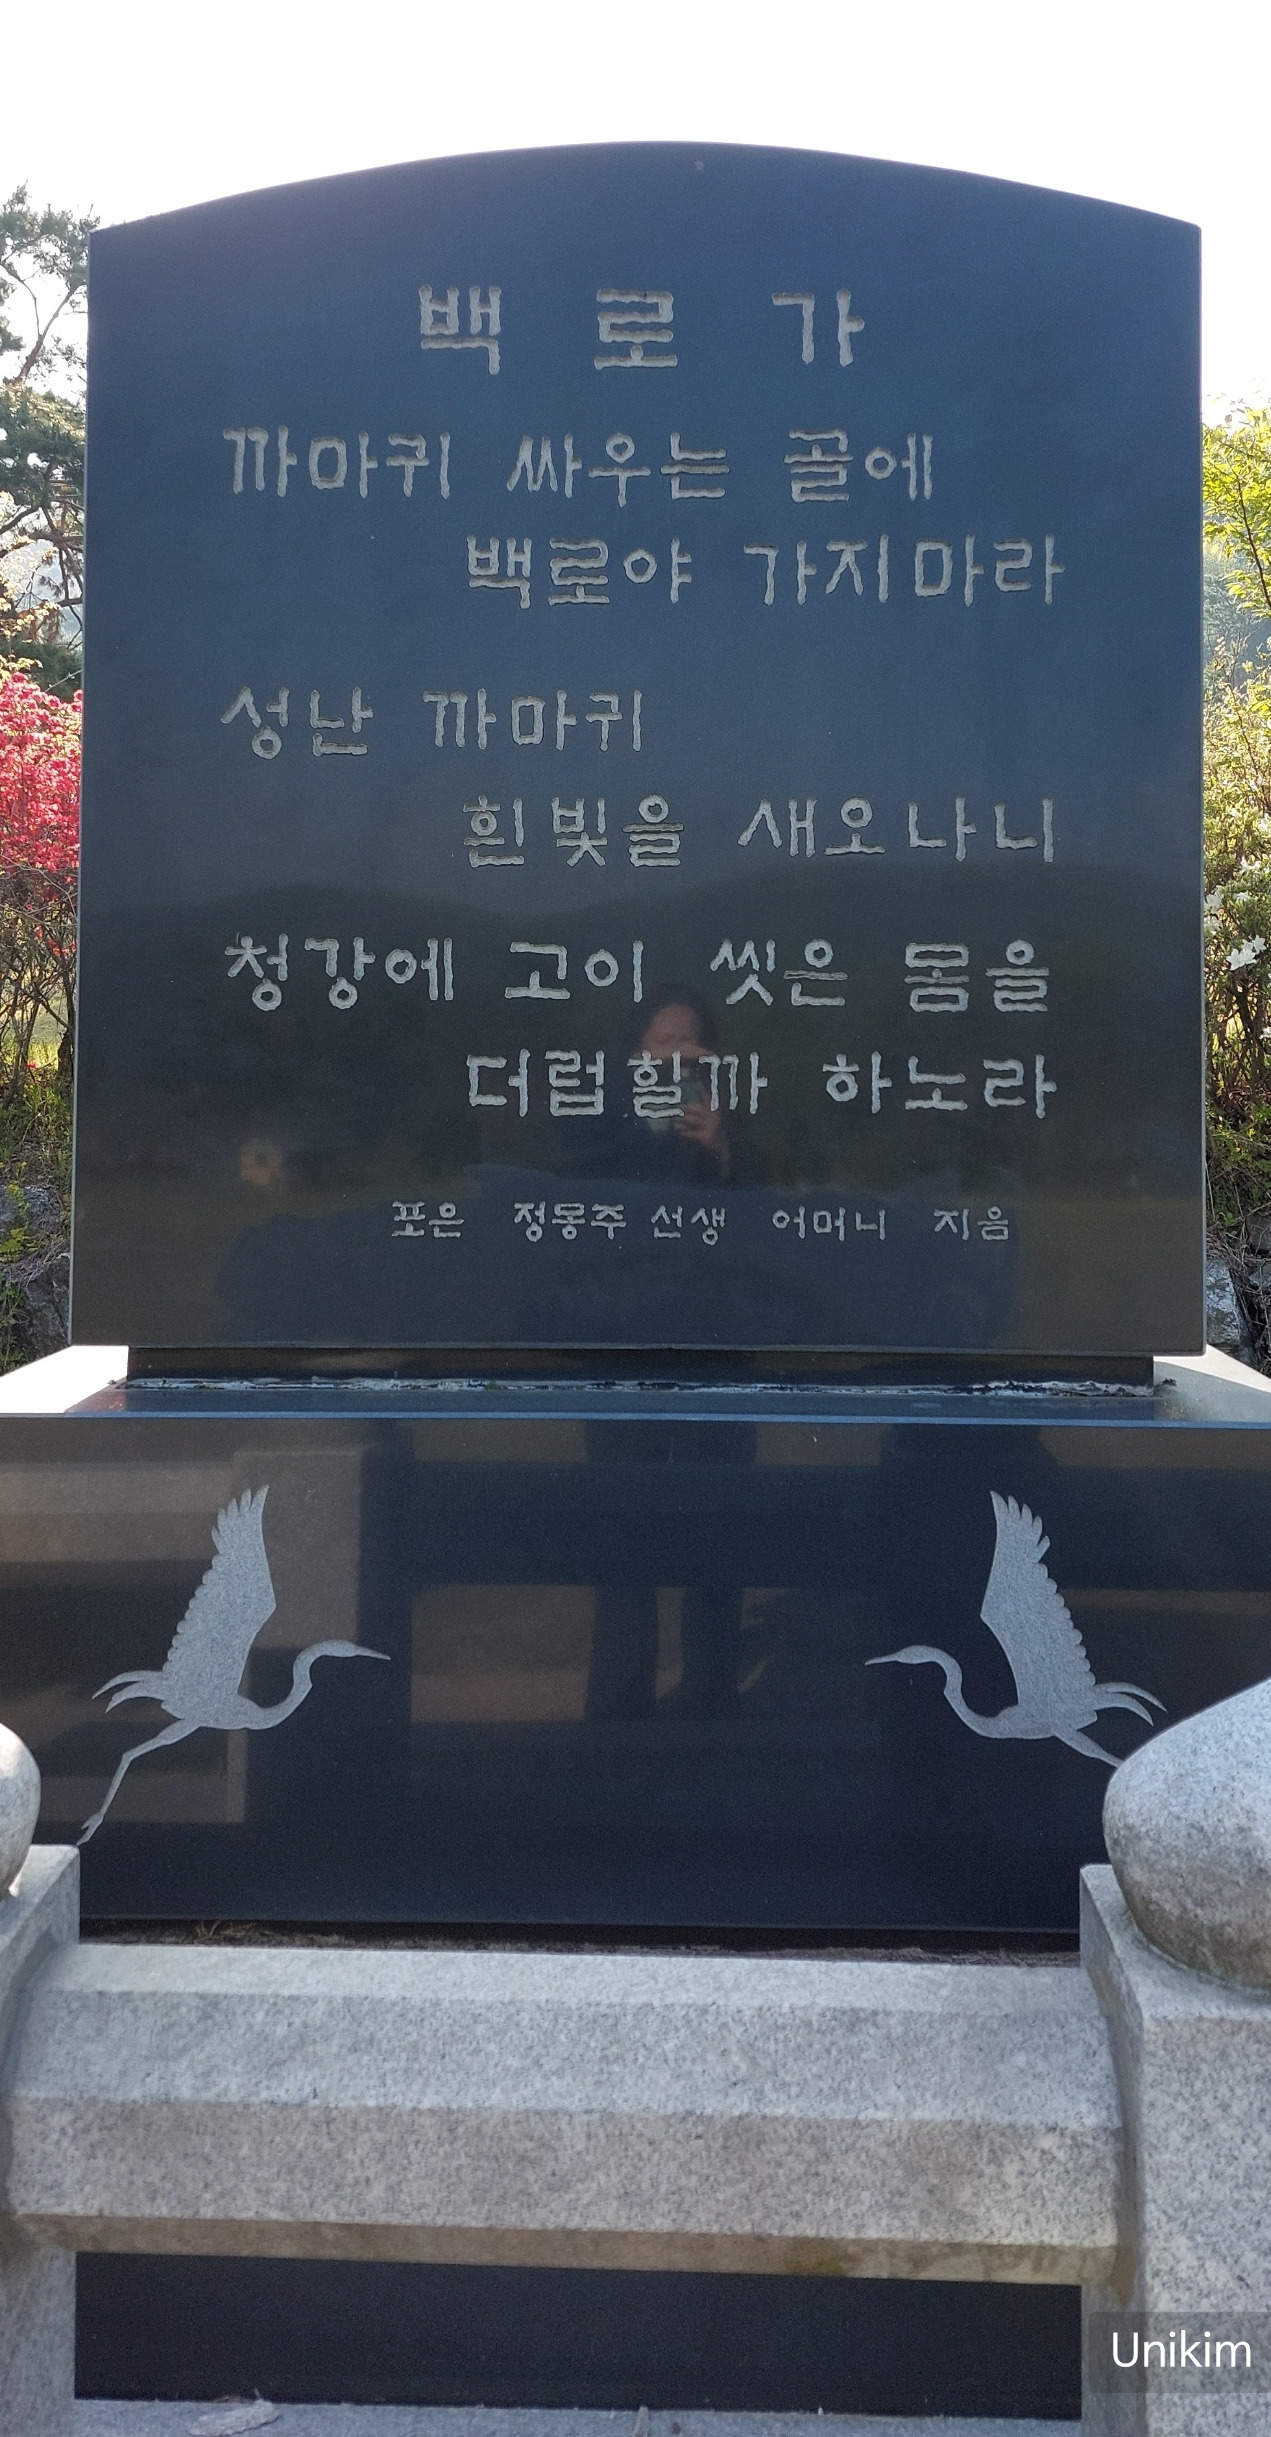 백 로 가
까마귀 싸우는 골에
백로야 가지마라
성난 까마귀
흰빛을 새오나니
청강에 고이 씻은 몸을
더럽힐까 하노라
포은 정몽주 선생 어머니 지음
Unikim